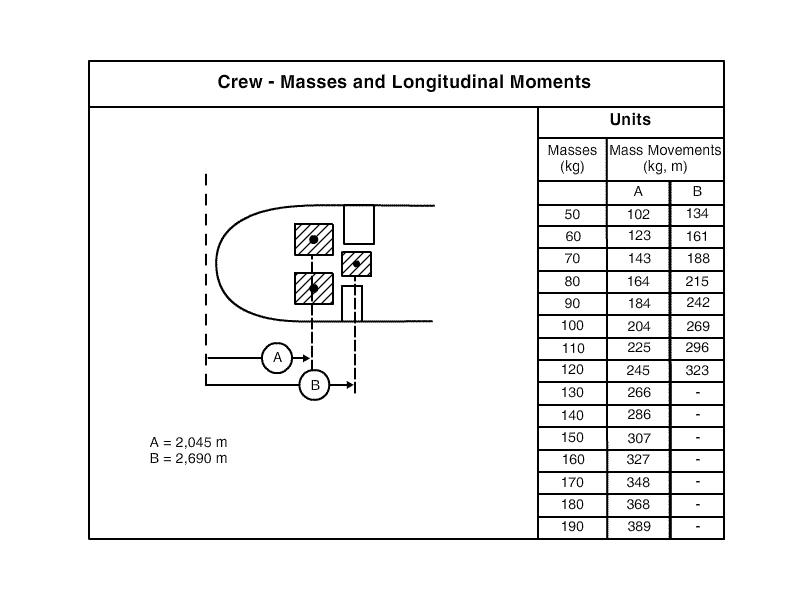 Crew - Masses and Longitudinal Moments
Units
Masses (kg) Mass Movements (kg, m)
A B
50 102 134
60 123 161
70 143 188
80 164 215
90 184 242
100 204 269
110 225 296
120 245 323
130 266 -
140 286 -
150 307 -
160 327 -
170 348 -
180 368 -
190 389 -
A
B
A = 2,045 m
B = 2,690 m